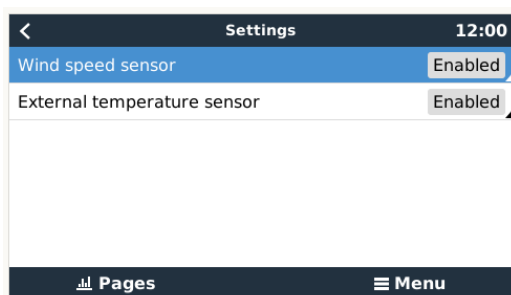 Settings 12:00
Wind speed sensor Enabled
External temperature sensor Enabled
Pages Menu